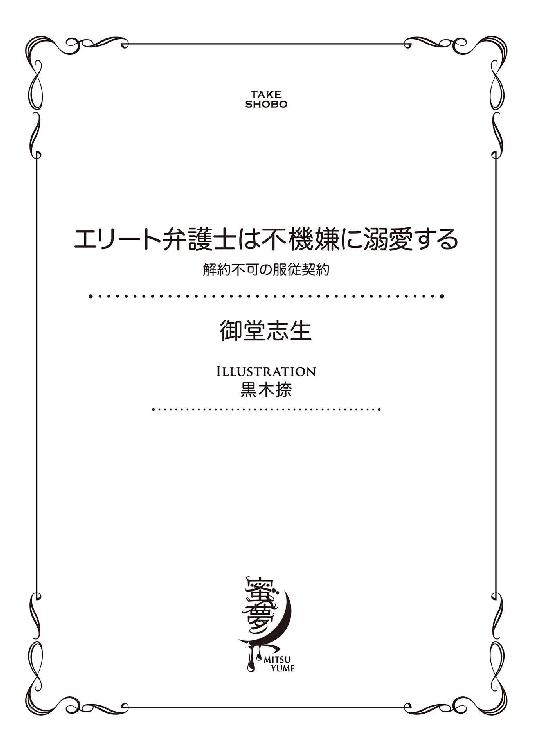 TAKE
SHOBO
エリート弁護士は不機嫌に溺愛する
解約不可の服従契約
御堂志生
ILLUSTRATION
黒木捺
蜜夢
MITSU
YUME